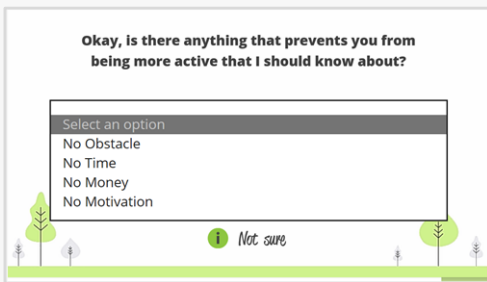 Okay, is there anything that prevents you from
being more active that I should know about?
Select an option
No Obstacle
No Time
No Money
No Motivation
i Not sure